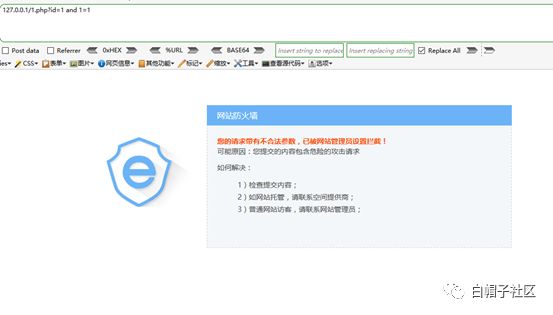 127.0.0.1/1.php?id=1 and 1=1
Post data Referrer 0xHEX %URL BASE64 Insert string to replace Insert replacing string Replace All
ies 表单 图片 网页信息 其他功能 标记 缩放 工具 查看源代码 选项
网站防火墙
您的请求带有不合法参数，已被网站管理员设置拦截！
可能原因：您提交的内容包含危险的攻击请求
如何解决：
1）检查提交内容；
2）如网站托管，请联系空间提供商；
3）普通网站访客，请联系网站管理员；
白帽子社区